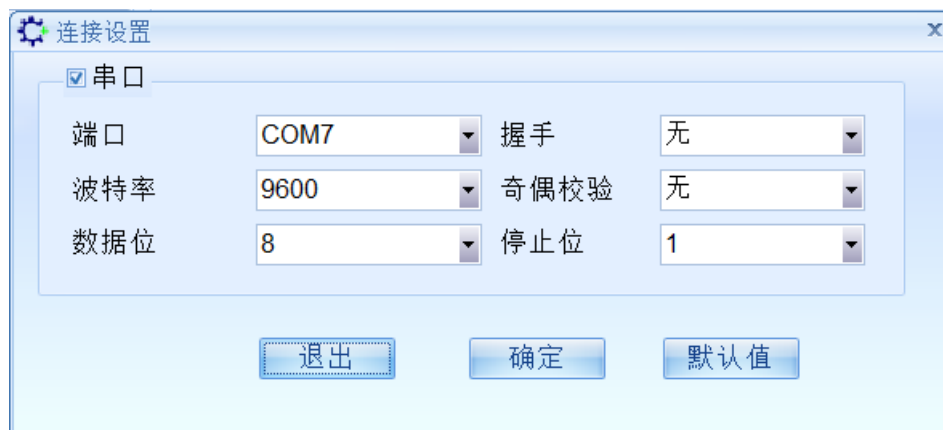 连接设置
串口
端口 COM7 握手 无
波特率 9600 奇偶校验 无
数据位 8 停止位 1
退出 确定 默认值